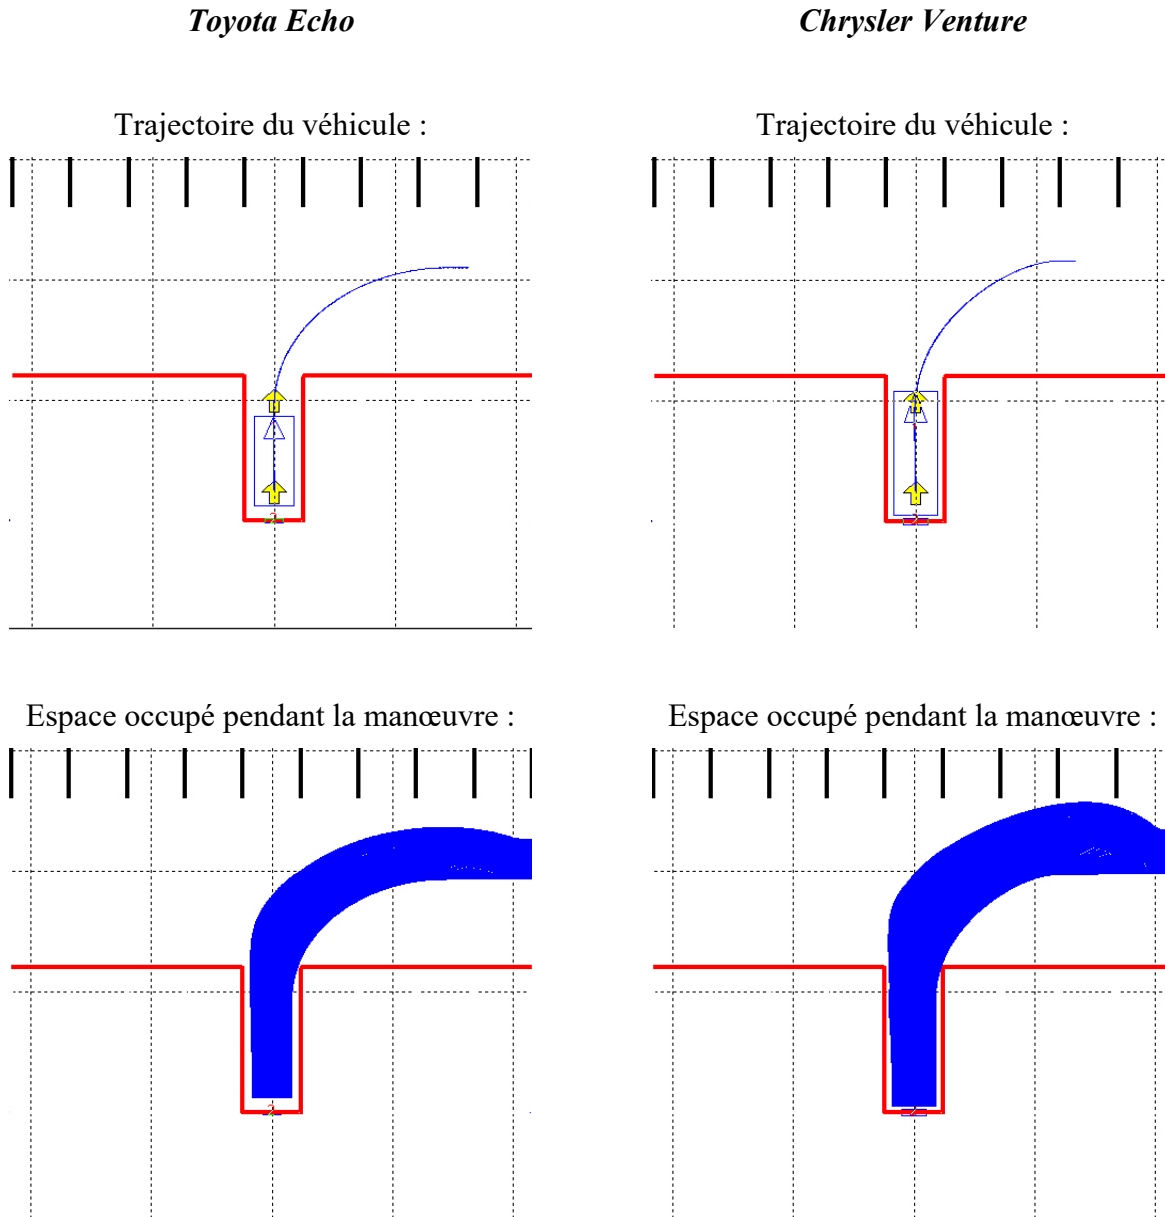 Toyota Echo
Chrysler Venture
Trajectoire du véhicule :
Trajectoire du véhicule :
Espace occupé pendant la manœuvre :
Espace occupé pendant la manœuvre :